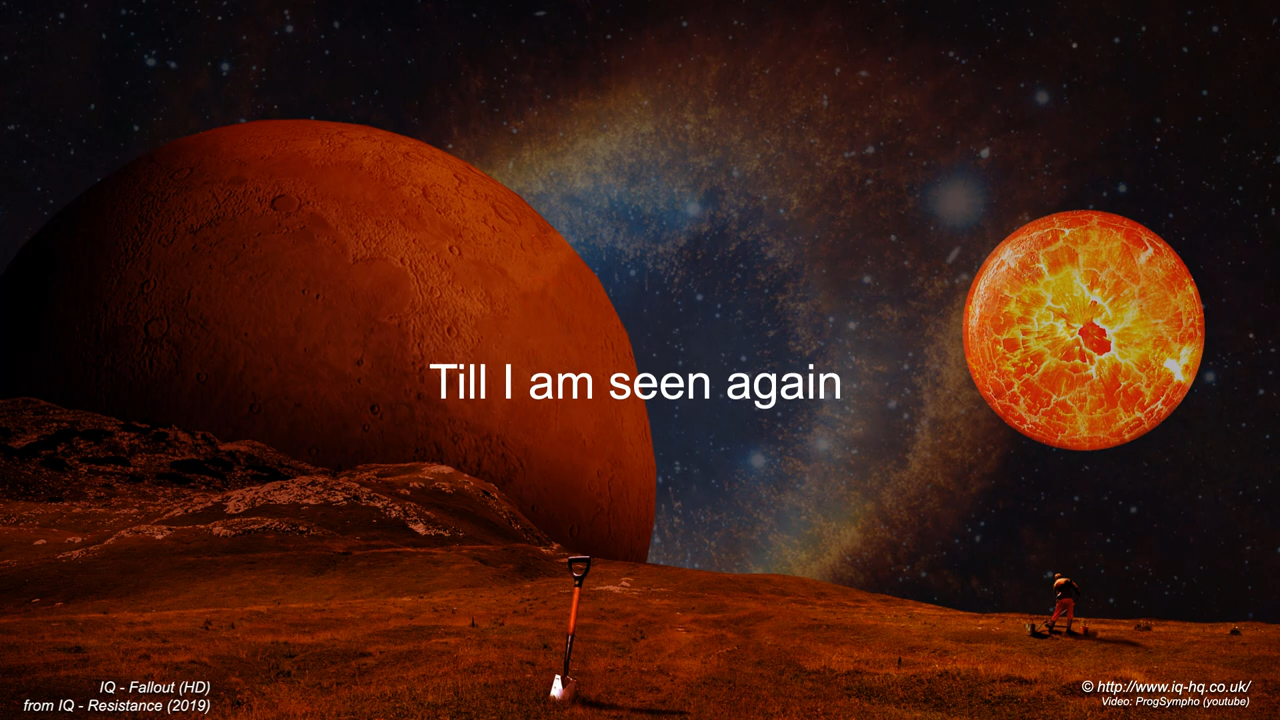 Till I am seen again
IQ - Fallout (HD)
from IQ - Resistance (2019)
© http://www.iq-hq.co.uk/
Video: ProgSympho (youtube)